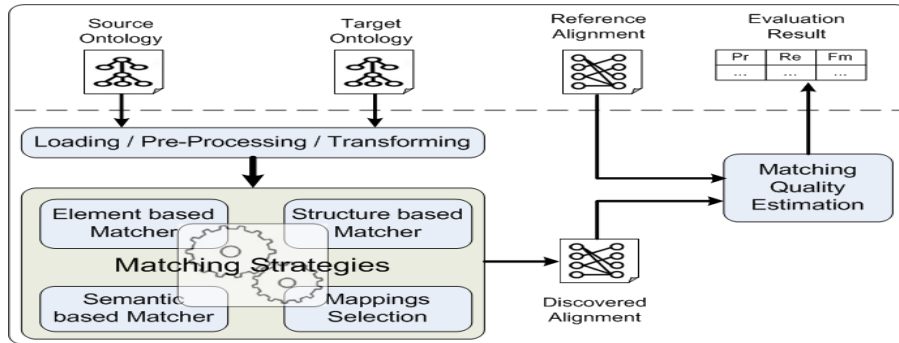 Source
Ontology
Target
Ontology
Reference
Alignment
Evaluation
Result
Pr Re Fm
... ... ...
Loading / Pre-Processing / Transforming
Element based
Matcher
Structure based
Matcher
Matching Strategies
Semantic
based Matcher
Mappings
Selection
Discovered
Alignment
Matching
Quality
Estimation